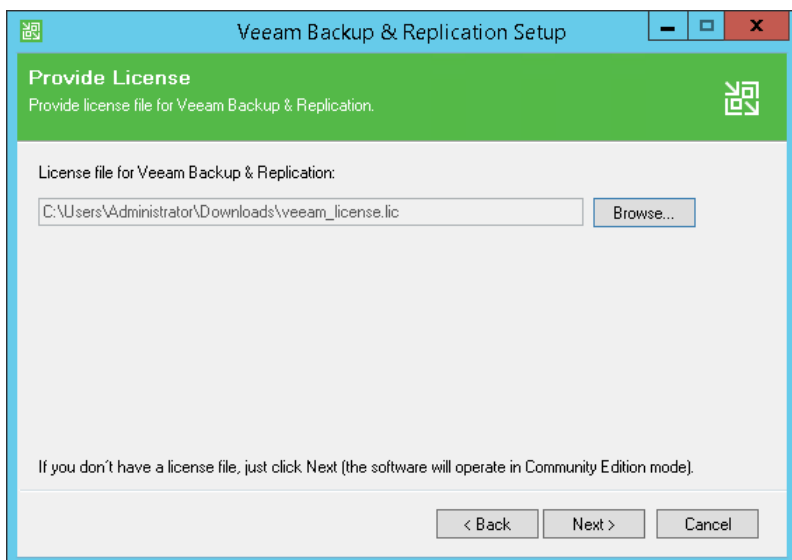 Veeam Backup & Replication Setup
Provide License
Provide license file for Veeam Backup & Replication.
License file for Veeam Backup & Replication:
C:\Users\Administrator\Downloads\veeam_license.lic
Browse...
If you don´t have a license file, just click Next (the software will operate in Community Edition mode).
< Back Next > Cancel